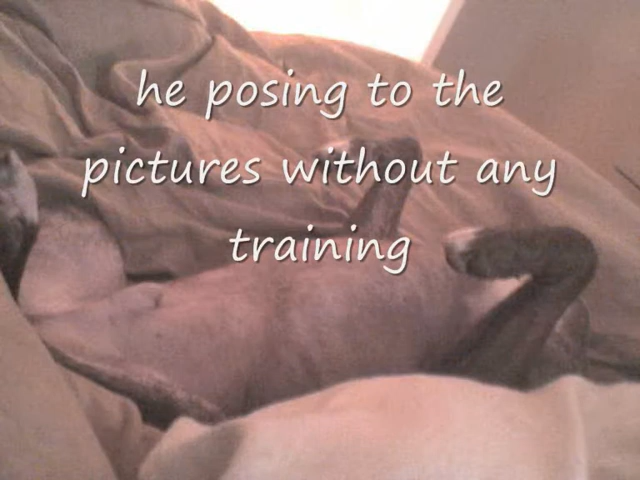 he posing to the
pictures without any
training